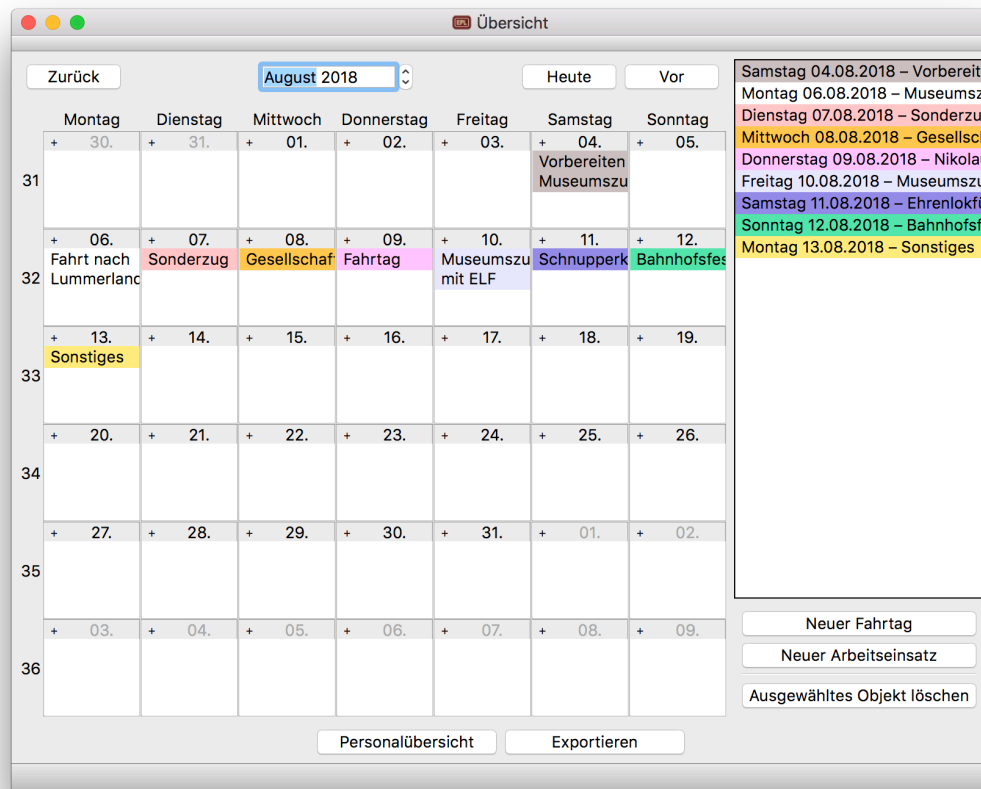 EPL Übersicht
Zurück August 2018 Heute Vor
Montag Dienstag Mittwoch Donnerstag Freitag Samstag Sonntag
31 + 30. + 31. + 01. + 02. + 03. + 04. + 05.
Vorbereiten
Museumszu
32 + 06. + 07. + 08. + 09. + 10. + 11. + 12.
Fahrt nach Sonderzug Gesellschaf Fahrtag Museumszu Schnupperk Bahnhofsfes
Lummerland mit ELF
33 + 13. + 14. + 15. + 16. + 17. + 18. + 19.
Sonstiges
34 + 20. + 21. + 22. + 23. + 24. + 25. + 26.
35 + 27. + 28. + 29. + 30. + 31. + 01. + 02.
36 + 03. + 04. + 05. + 06. + 07. + 08. + 09.
Samstag 04.08.2018 – Vorbereit
Montag 06.08.2018 – Museumsz
Dienstag 07.08.2018 – Sonderzu
Mittwoch 08.08.2018 – Gesellsch
Donnerstag 09.08.2018 – Nikola
Freitag 10.08.2018 – Museumszu
Samstag 11.08.2018 – Ehrenlokfü
Sonntag 12.08.2018 – Bahnhofsf
Montag 13.08.2018 – Sonstiges
Neuer Fahrtag
Neuer Arbeitseinsatz
Ausgewähltes Objekt löschen
Personalübersicht Exportieren